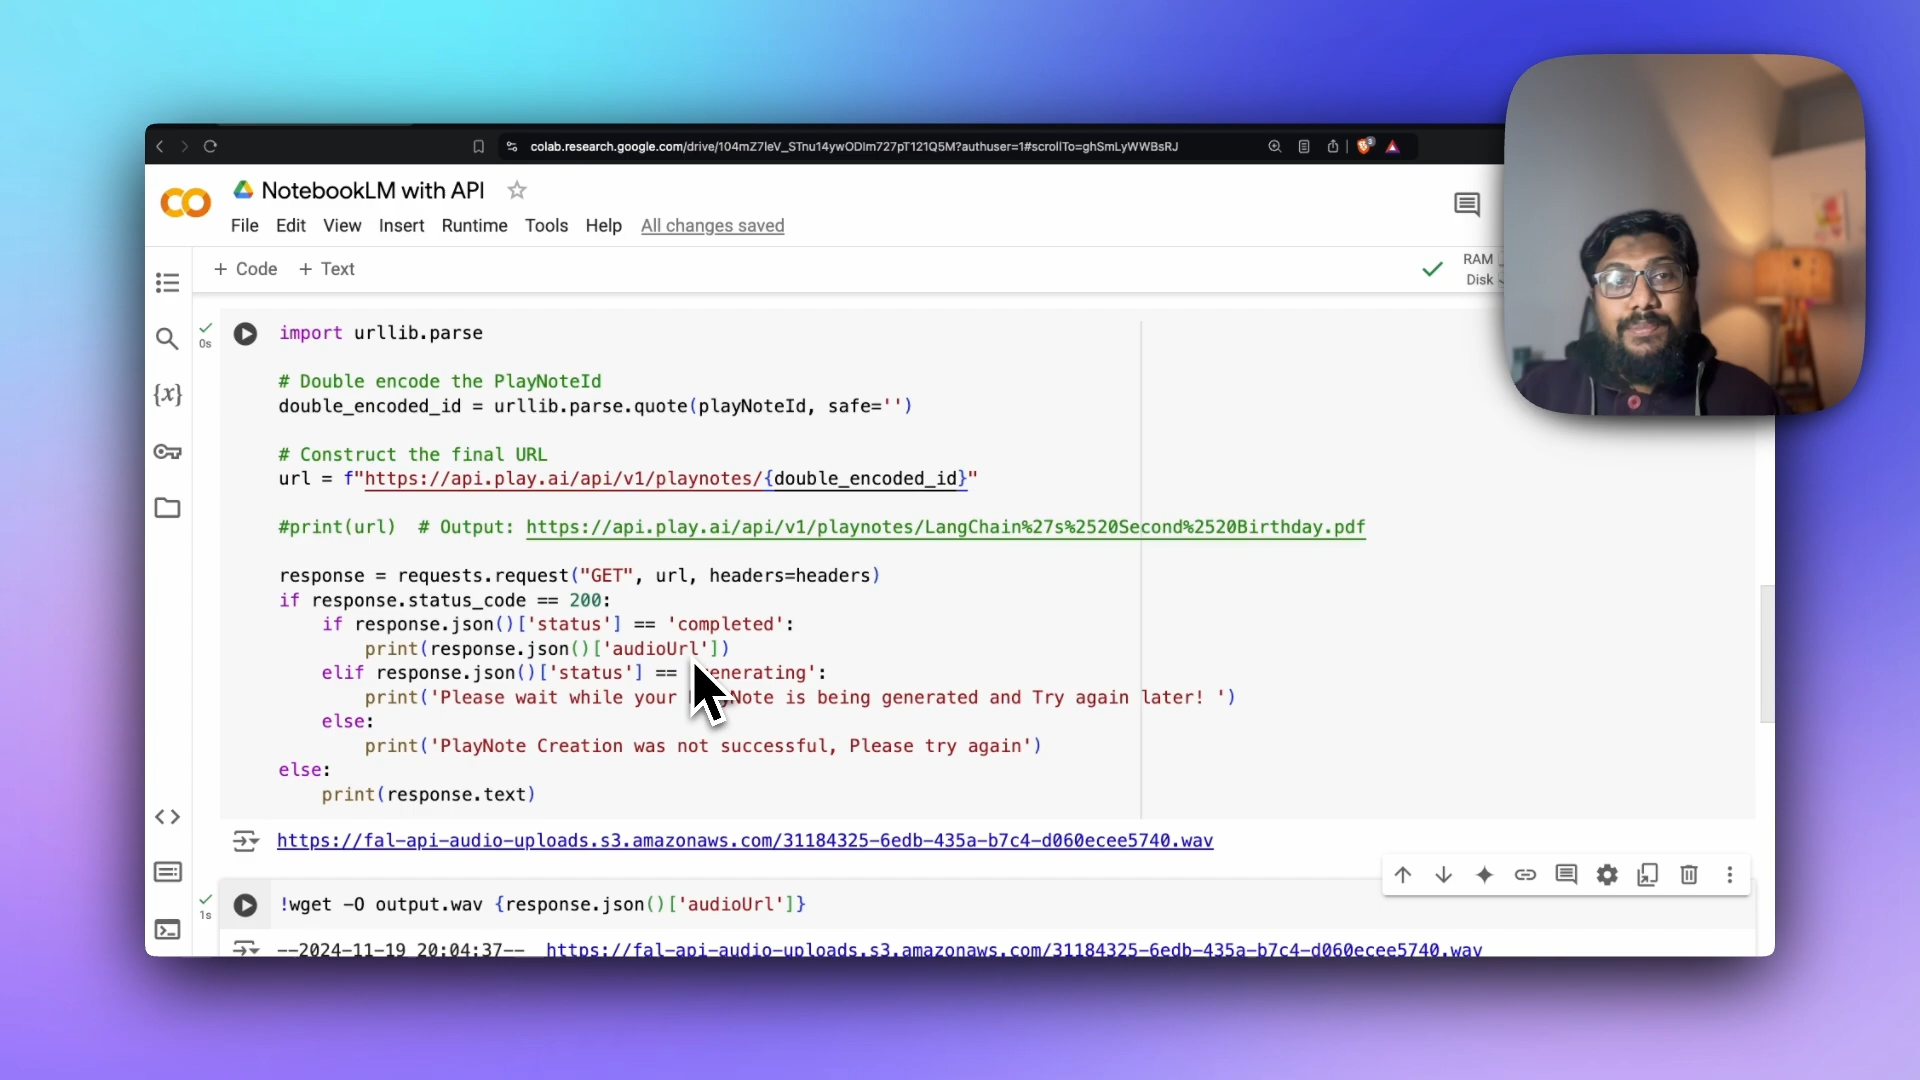 colab.research.google.com/drive/104mZ7IeV_STnu14ywODIm727pT121Q5M?authuser=1#scrollTo=ghSmLyWWBsRJ
3
CO
NotebookLM with API
File Edit View Insert Runtime Tools Help All changes saved
+ Code + Text
RAM
Disk
0s
import urllib.parse
# Double encode the PlayNoteId
double_encoded_id = urllib.parse.quote(playNoteId, safe='')
# Construct the final URL
url = f"https://api.play.ai/api/v1/playnotes/{double_encoded_id}"
#print(url) # Output: https://api.play.ai/api/v1/playnotes/LangChain%27s%2520Second%2520Birthday.pdf
response = requests.request("GET", url, headers=headers)
if response.status_code == 200:
if response.json()['status'] == 'completed':
print(response.json()['audioUrl'])
elif response.json()['status'] == enerating':
print('Please wait while your Note is being generated and Try again later! ')
else:
print('PlayNote Creation was not successful, Please try again')
else:
print(response.text)
https://fal-api-audio-uploads.s3.amazonaws.com/31184325-6edb-435a-b7c4-d060ecee5740.wav
1s
!wget -O output.wav {response.json()['audioUrl']}
--2024-11-19 20:04:37-- https://fal-api-audio-uploads.s3.amazonaws.com/31184325-6edb-435a-b7c4-d060ecee5740.wav